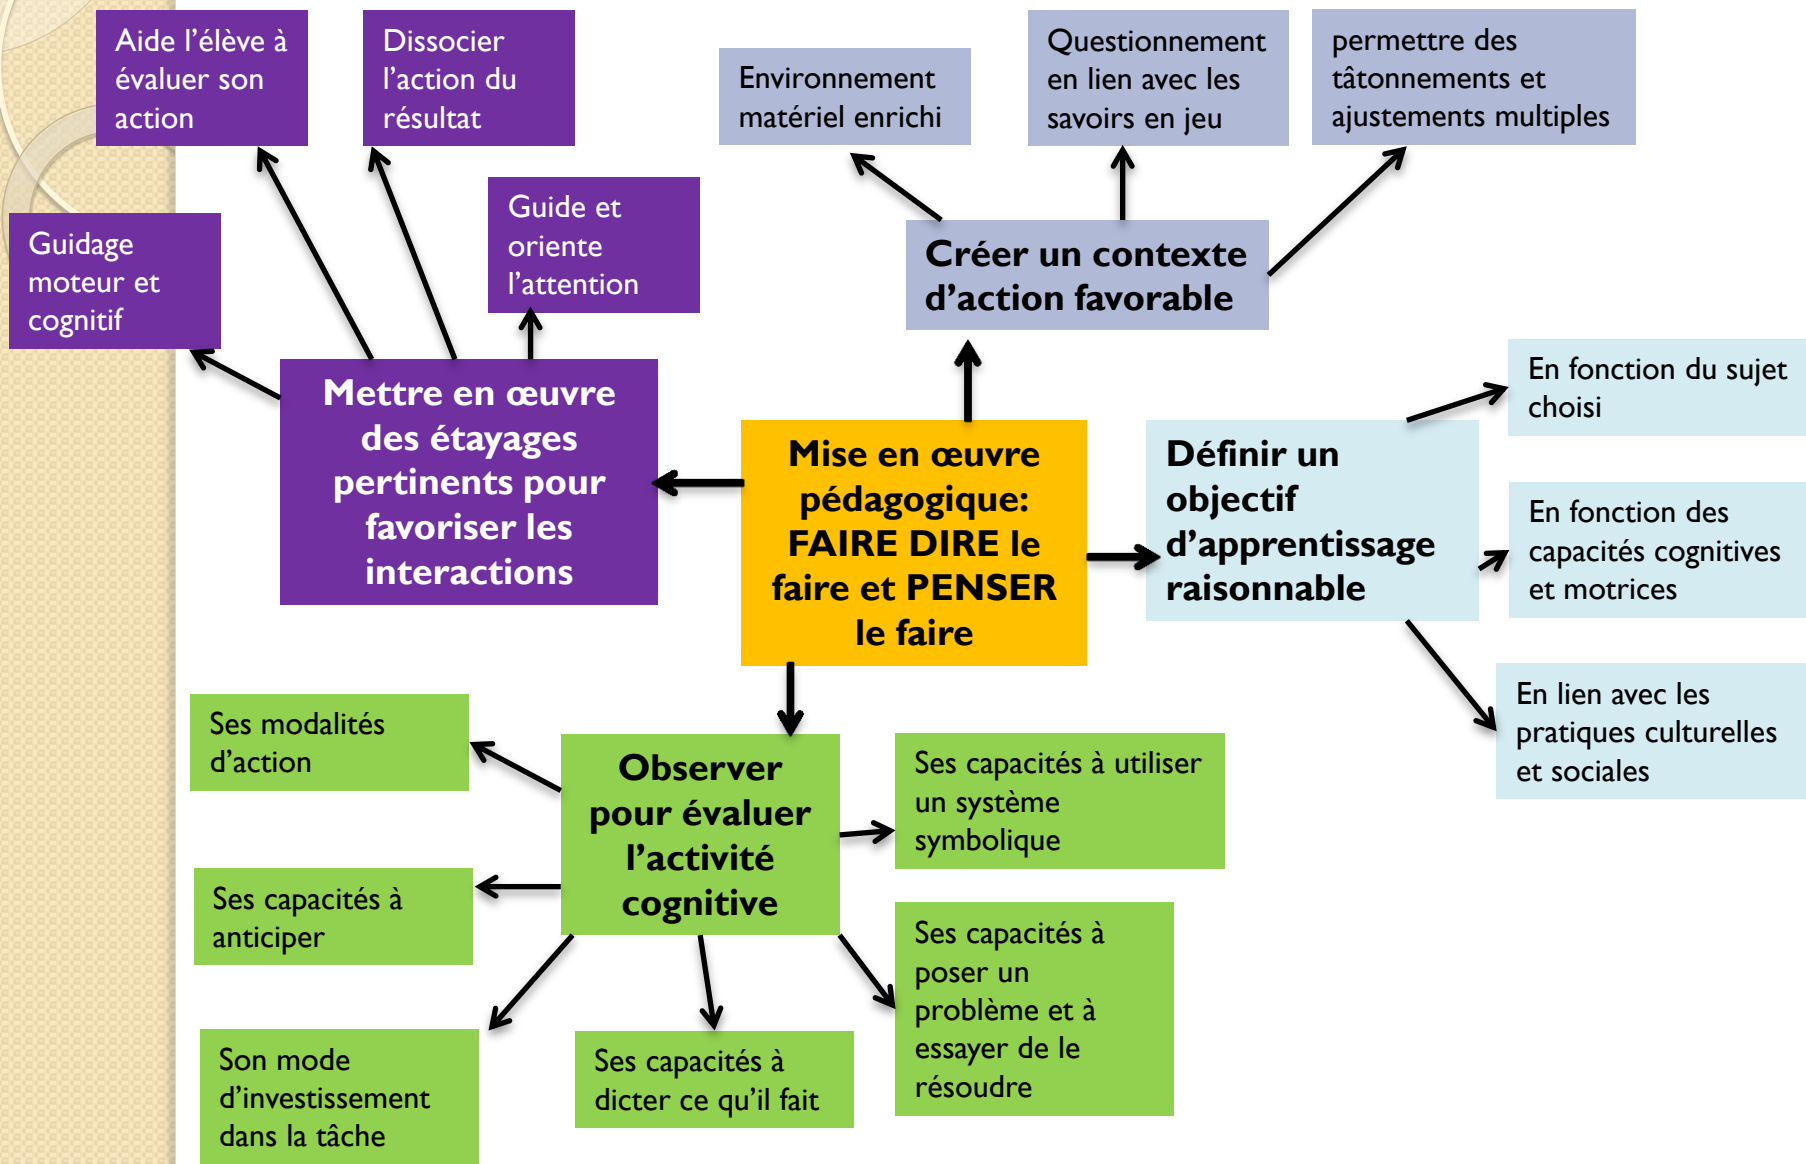 Aide l’élève à
évaluer son
action
Dissocier
l’action du
résultat
Guidage
moteur et
cognitif
Guide et
oriente
l’attention
Mettre en œuvre
des étayages
pertinents pour
favoriser les
interactions
Environnement
matériel enrichi
Questionnement
en lien avec les
savoirs en jeu
permettre des
tâtonnements et
ajustements multiples
Créer un contexte
d’action favorable
Mise en œuvre
pédagogique:
FAIRE DIRE le
faire et PENSER
le faire
Définir un
objectif
d’apprentissage
raisonnable
En fonction du sujet
choisi
En fonction des
capacités cognitives
et motrices
En lien avec les
pratiques culturelles
et sociales
Observer
pour évaluer
l’activité
cognitive
Ses modalités
d’action
Ses capacités à
anticiper
Son mode
d’investissement
dans la tâche
Ses capacités à
dicter ce qu’il fait
Ses capacités à utiliser
un système
symbolique
Ses capacités à
poser un
problème et à
essayer de le
résoudre